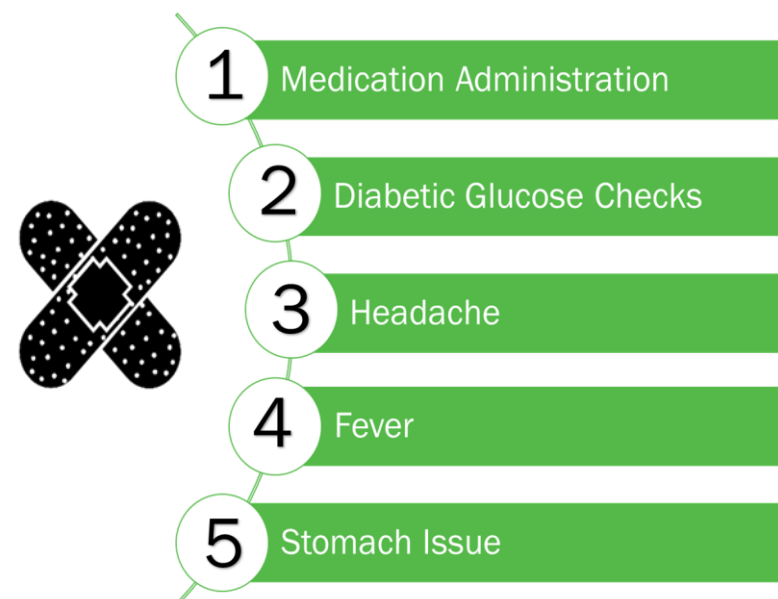 1 Medication Administration
2 Diabetic Glucose Checks
3 Headache
4 Fever
5 Stomach Issue